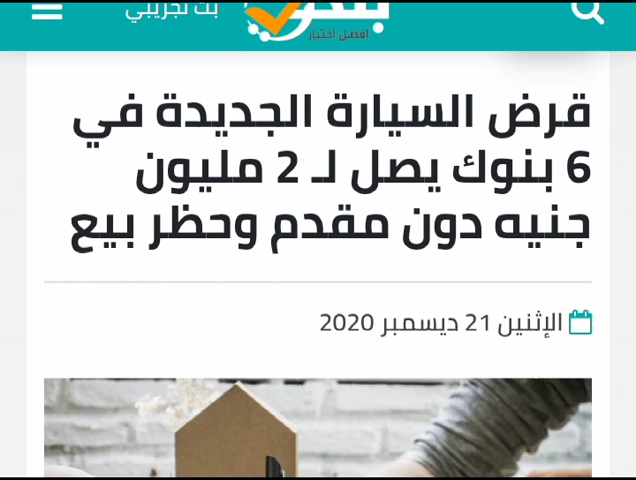 بث تجريبي
افضل اختيار
قرض السيارة الجديدة في
6 بنوك يصل لـ 2 مليون
جنيه دون مقدم وحظر بيع
الإثنين 21 ديسمبر 2020